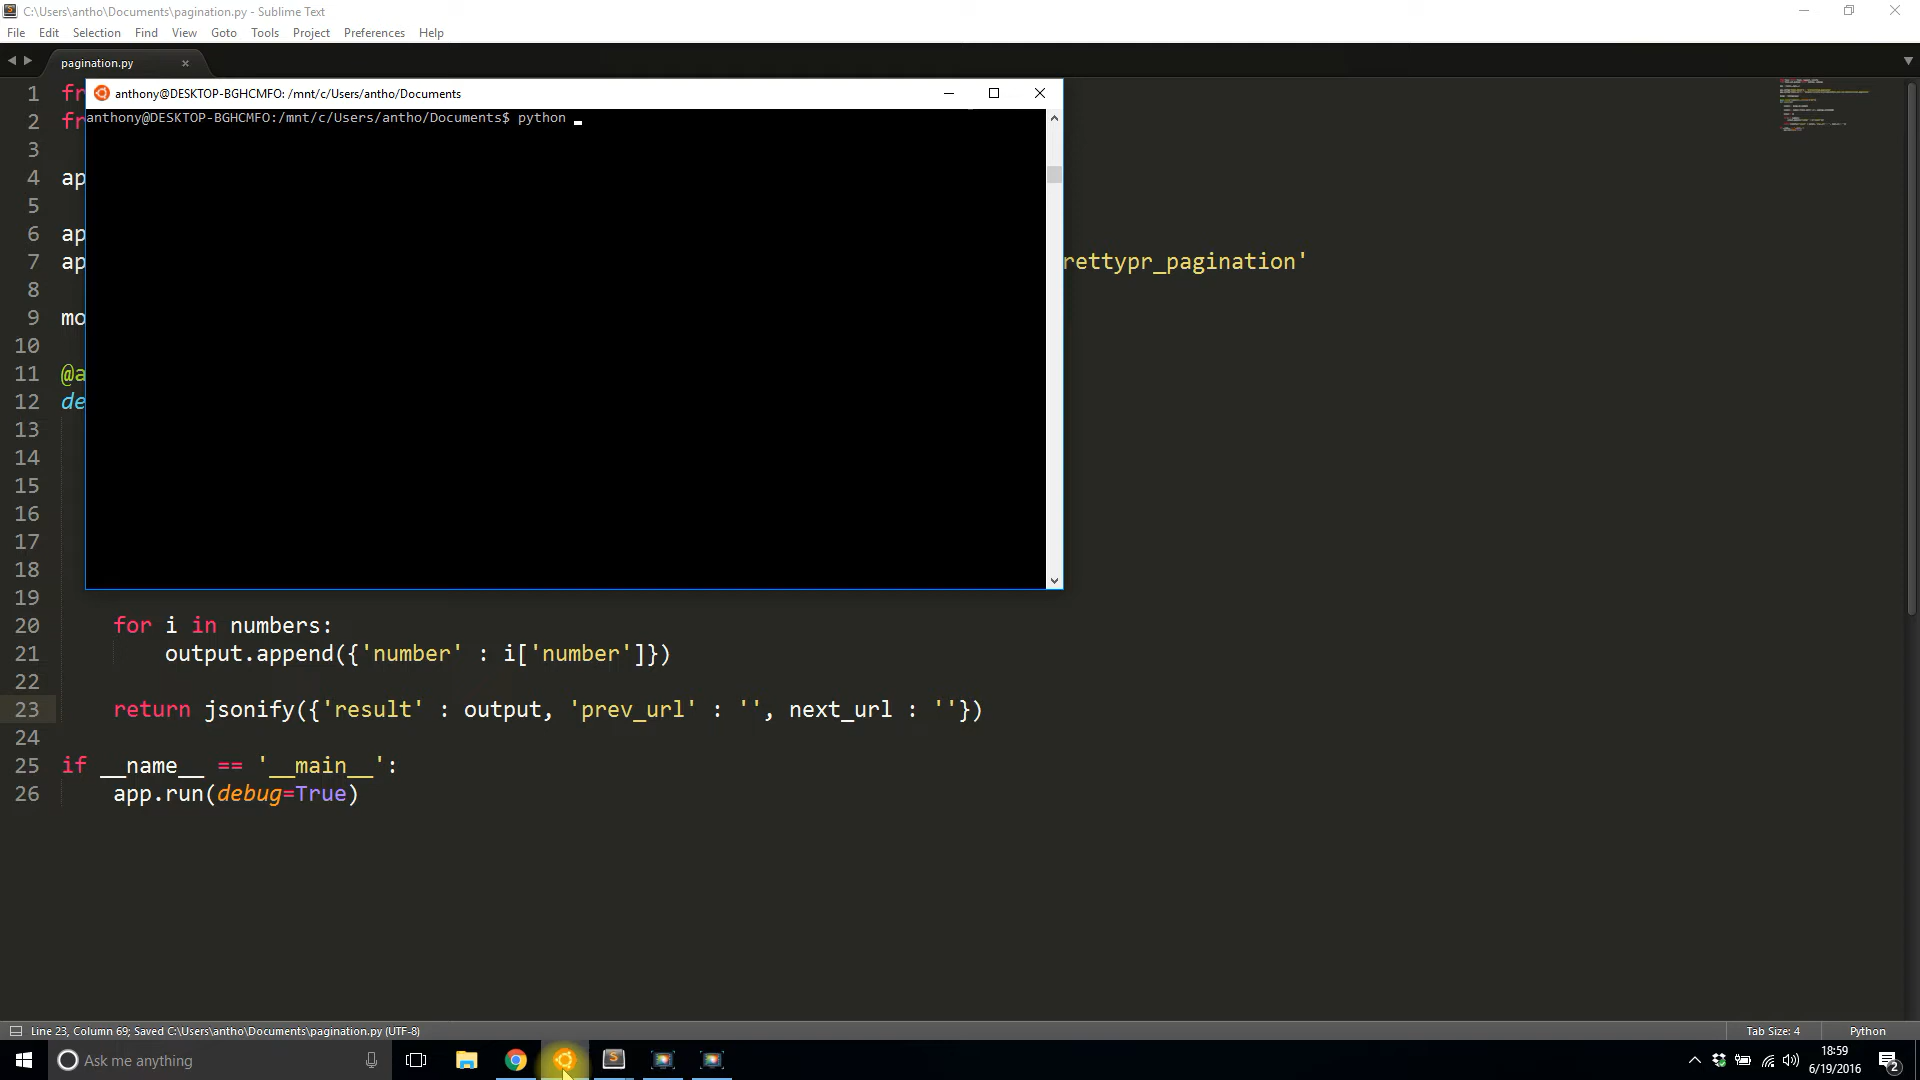 C:\Users\antho\Documents\pagination.py - Sublime Text
File Edit Selection Find View Goto Tools Project Preferences Help
pagination.py
anthony@DESKTOP-BGHCMFO: /mnt/c/Users/antho/Documents
anthony@DESKTOP-BGHCMFO:/mnt/c/Users/antho/Documents$ python
1 fr
2 fr
3
4 ap
5
6 ap
7 ap rettypr_pagination'
8
9 mo
10
11 @a
12 de
13
14
15
16
17
18
19
20 for i in numbers:
21 output.append({'number' : i['number']})
22
23 return jsonify({'result' : output, 'prev_url' : '', next_url : ''})
24
25 if __name__ == '__main__':
26 app.run(debug=True)
Line 23, Column 69; Saved C:\Users\antho\Documents\pagination.py (UTF-8) Tab Size: 4 Python
Ask me anything
18:59
6/19/2016
2